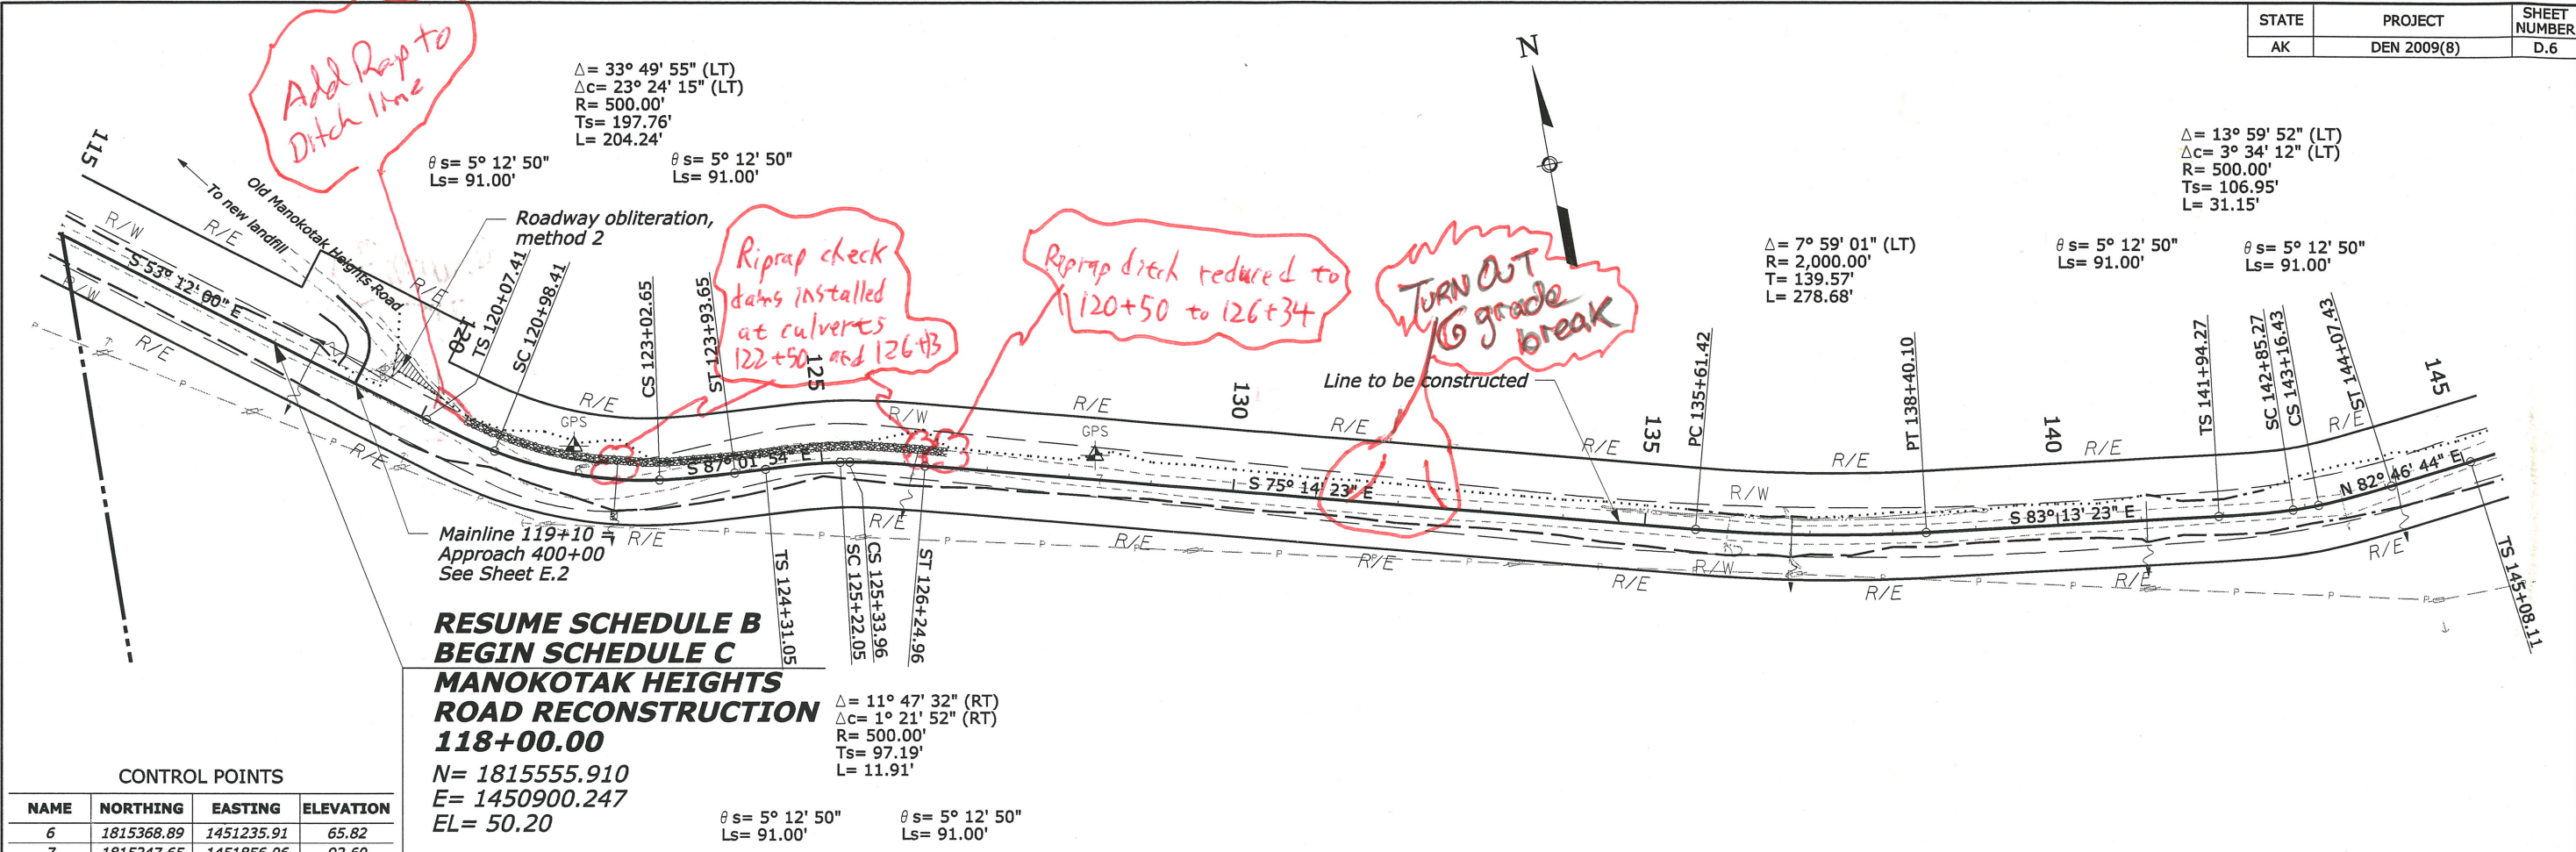 STATE PROJECT SHEET NUMBER
AK DEN 2009(8) D.6
Add Rap to
Ditch line
Δ= 33° 49' 55" (LT)
Δc= 23° 24' 15" (LT)
R= 500.00'
Ts= 197.76'
L= 204.24'
θ s= 5° 12' 50"
Ls= 91.00'
θ s= 5° 12' 50"
Ls= 91.00'
N
Δ= 13° 59' 52" (LT)
Δc= 3° 34' 12" (LT)
R= 500.00'
Ts= 106.95'
L= 31.15'
θ s= 5° 12' 50"
Ls= 91.00'
θ s= 5° 12' 50"
Ls= 91.00'
Δ= 7° 59' 01" (LT)
R= 2,000.00'
T= 139.57'
L= 278.68'
115
To new landfill
Old Manokotak Heights Road
Roadway obliteration,
method 2
Riprap check
dams installed
at culverts
122+50 and 126+13
Riprap ditch reduced to
120+50 to 126+34
TURN OUT
@ grade
break
Line to be constructed
R/W
R/E
S 53° 12' 00" E
R/W
R/E
R/E
R/E
120
TS 120+07.41
SC 120+98.41
CS 123+02.65
ST 123+93.65
125
130
135
PC 135+61.42
PT 138+40.10
140
TS 141+94.27
SC 142+85.27
CS 143+16.43
ST 144+07.43
145
R/E
R/W
R/E
R/E
R/E
R/E
R/E
R/E
GPS
GPS
R/W
S 87° 01' 54" E
S 75° 14' 23" E
S 83° 13' 23" E
N 82° 46' 44" E
6
7
R/E
R/E
R/E
R/E
R/E
R/W
R/E
R/E
R/E
TS 124+31.05
SC 125+22.05
CS 125+33.96
ST 126+24.96
TS 145+08.11
Mainline 119+10 =
Approach 400+00
See Sheet E.2
RESUME SCHEDULE B
BEGIN SCHEDULE C
MANOKOTAK HEIGHTS
ROAD RECONSTRUCTION
118+00.00
N= 1815555.910
E= 1450900.247
EL= 50.20
Δ= 11° 47' 32" (RT)
Δc= 1° 21' 52" (RT)
R= 500.00'
Ts= 97.19'
L= 11.91'
θ s= 5° 12' 50"
Ls= 91.00'
θ s= 5° 12' 50"
Ls= 91.00'
CONTROL POINTS
NAME NORTHING EASTING ELEVATION
6 1815368.89 1451235.91 65.82
7 1815247.65 1451856.06